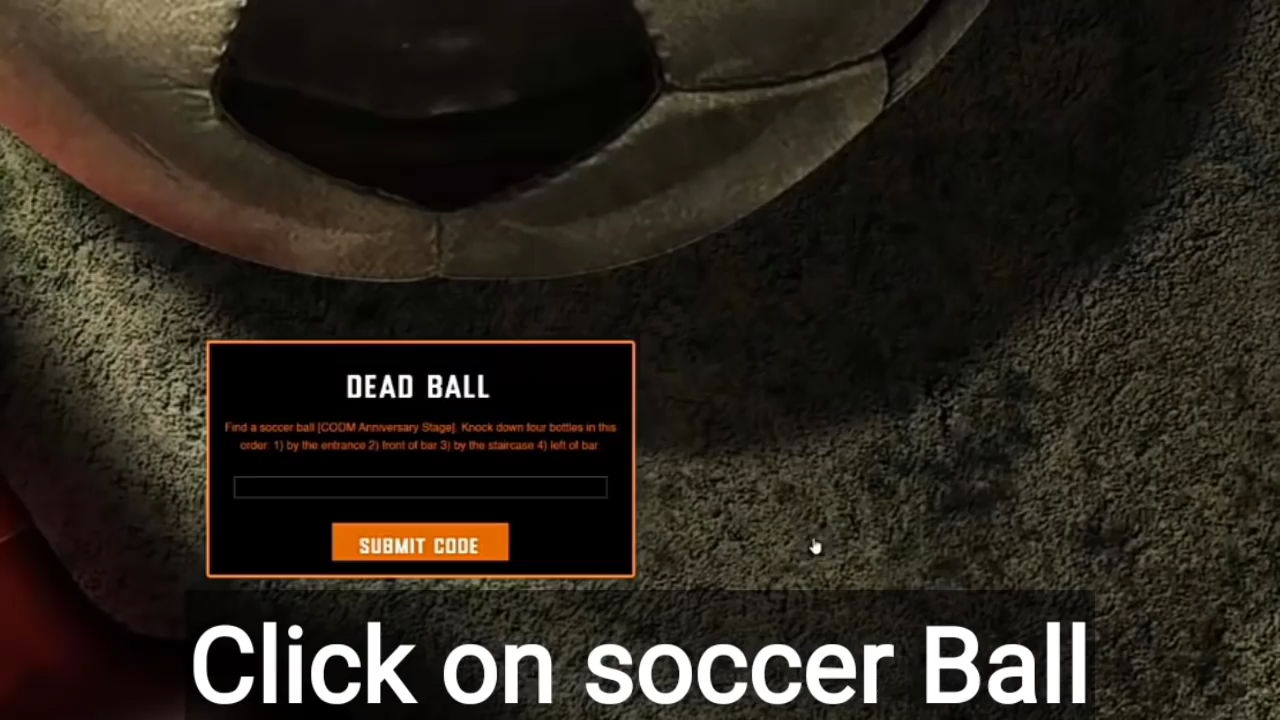 DEAD BALL
Find a soccer ball [CODM Anniversary Stage]. Knock down four bottles in this
order: 1) by the entrance 2) front of bar 3) by the staircase 4) left of bar.
SUBMIT CODE
Click on soccer Ball